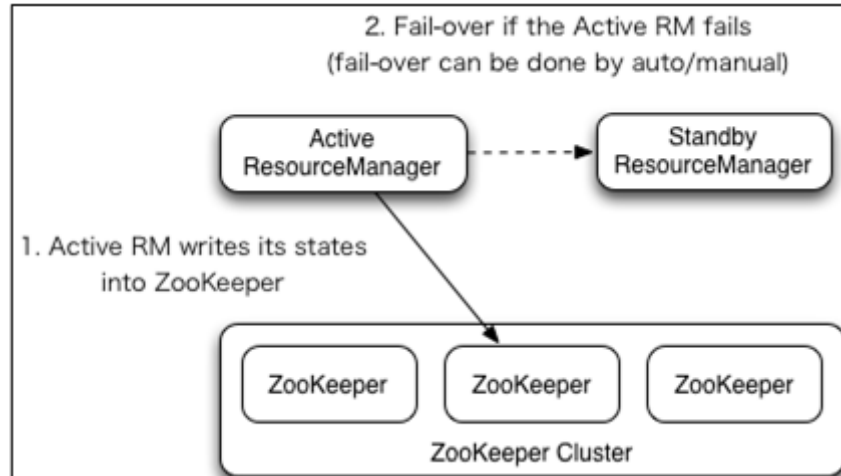 2. Fail-over if the Active RM fails
(fail-over can be done by auto/manual)
Active
ResourceManager
Standby
ResourceManager
1. Active RM writes its states
into ZooKeeper
ZooKeeper
ZooKeeper
ZooKeeper
ZooKeeper Cluster